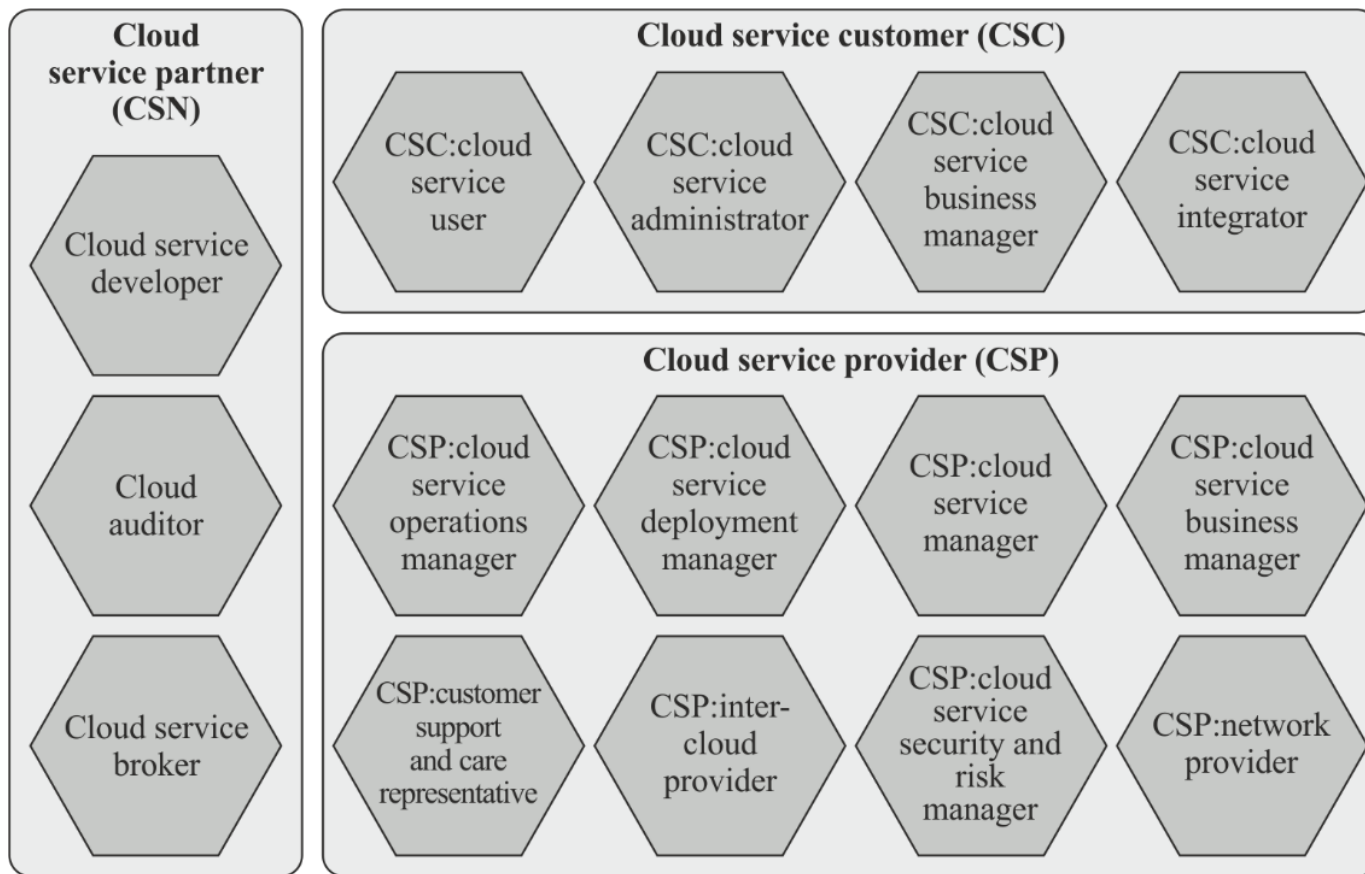 Cloud
service partner
(CSN)
Cloud service
developer
Cloud
auditor
Cloud service
broker
Cloud service customer (CSC)
CSC:cloud
service
user
CSC:cloud
service
administrator
CSC:cloud
service
business
manager
CSC:cloud
service
integrator
Cloud service provider (CSP)
CSP:cloud
service
operations
manager
CSP:cloud
service
deployment
manager
CSP:cloud
service
manager
CSP:cloud
service
business
manager
CSP:customer
support
and care
representative
CSP:inter-
cloud
provider
CSP:cloud
service
security and
risk
manager
CSP:network
provider